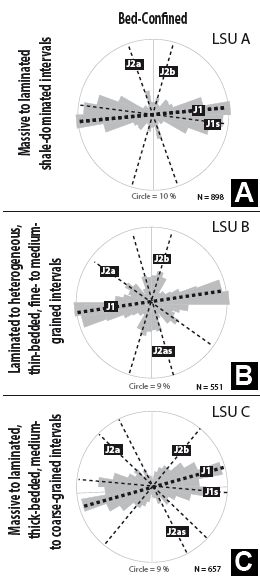 Bed-Confined
Massive to laminated
shale-dominated intervals
LSU A
J2a
J2b
J1
J1s
Circle = 10 %
N = 898
A
Laminated to heterogeneous,
thin-bedded, fine- to medium-
grained intervals
LSU B
J2b
J2a
J1
J2as
Circle = 9 %
N = 551
B
Massive to laminated,
thick-bedded, medium-
to coarse-grained intervals
LSU C
J2a
J2b
J1
J1s
J2as
Circle = 9 %
N = 657
C